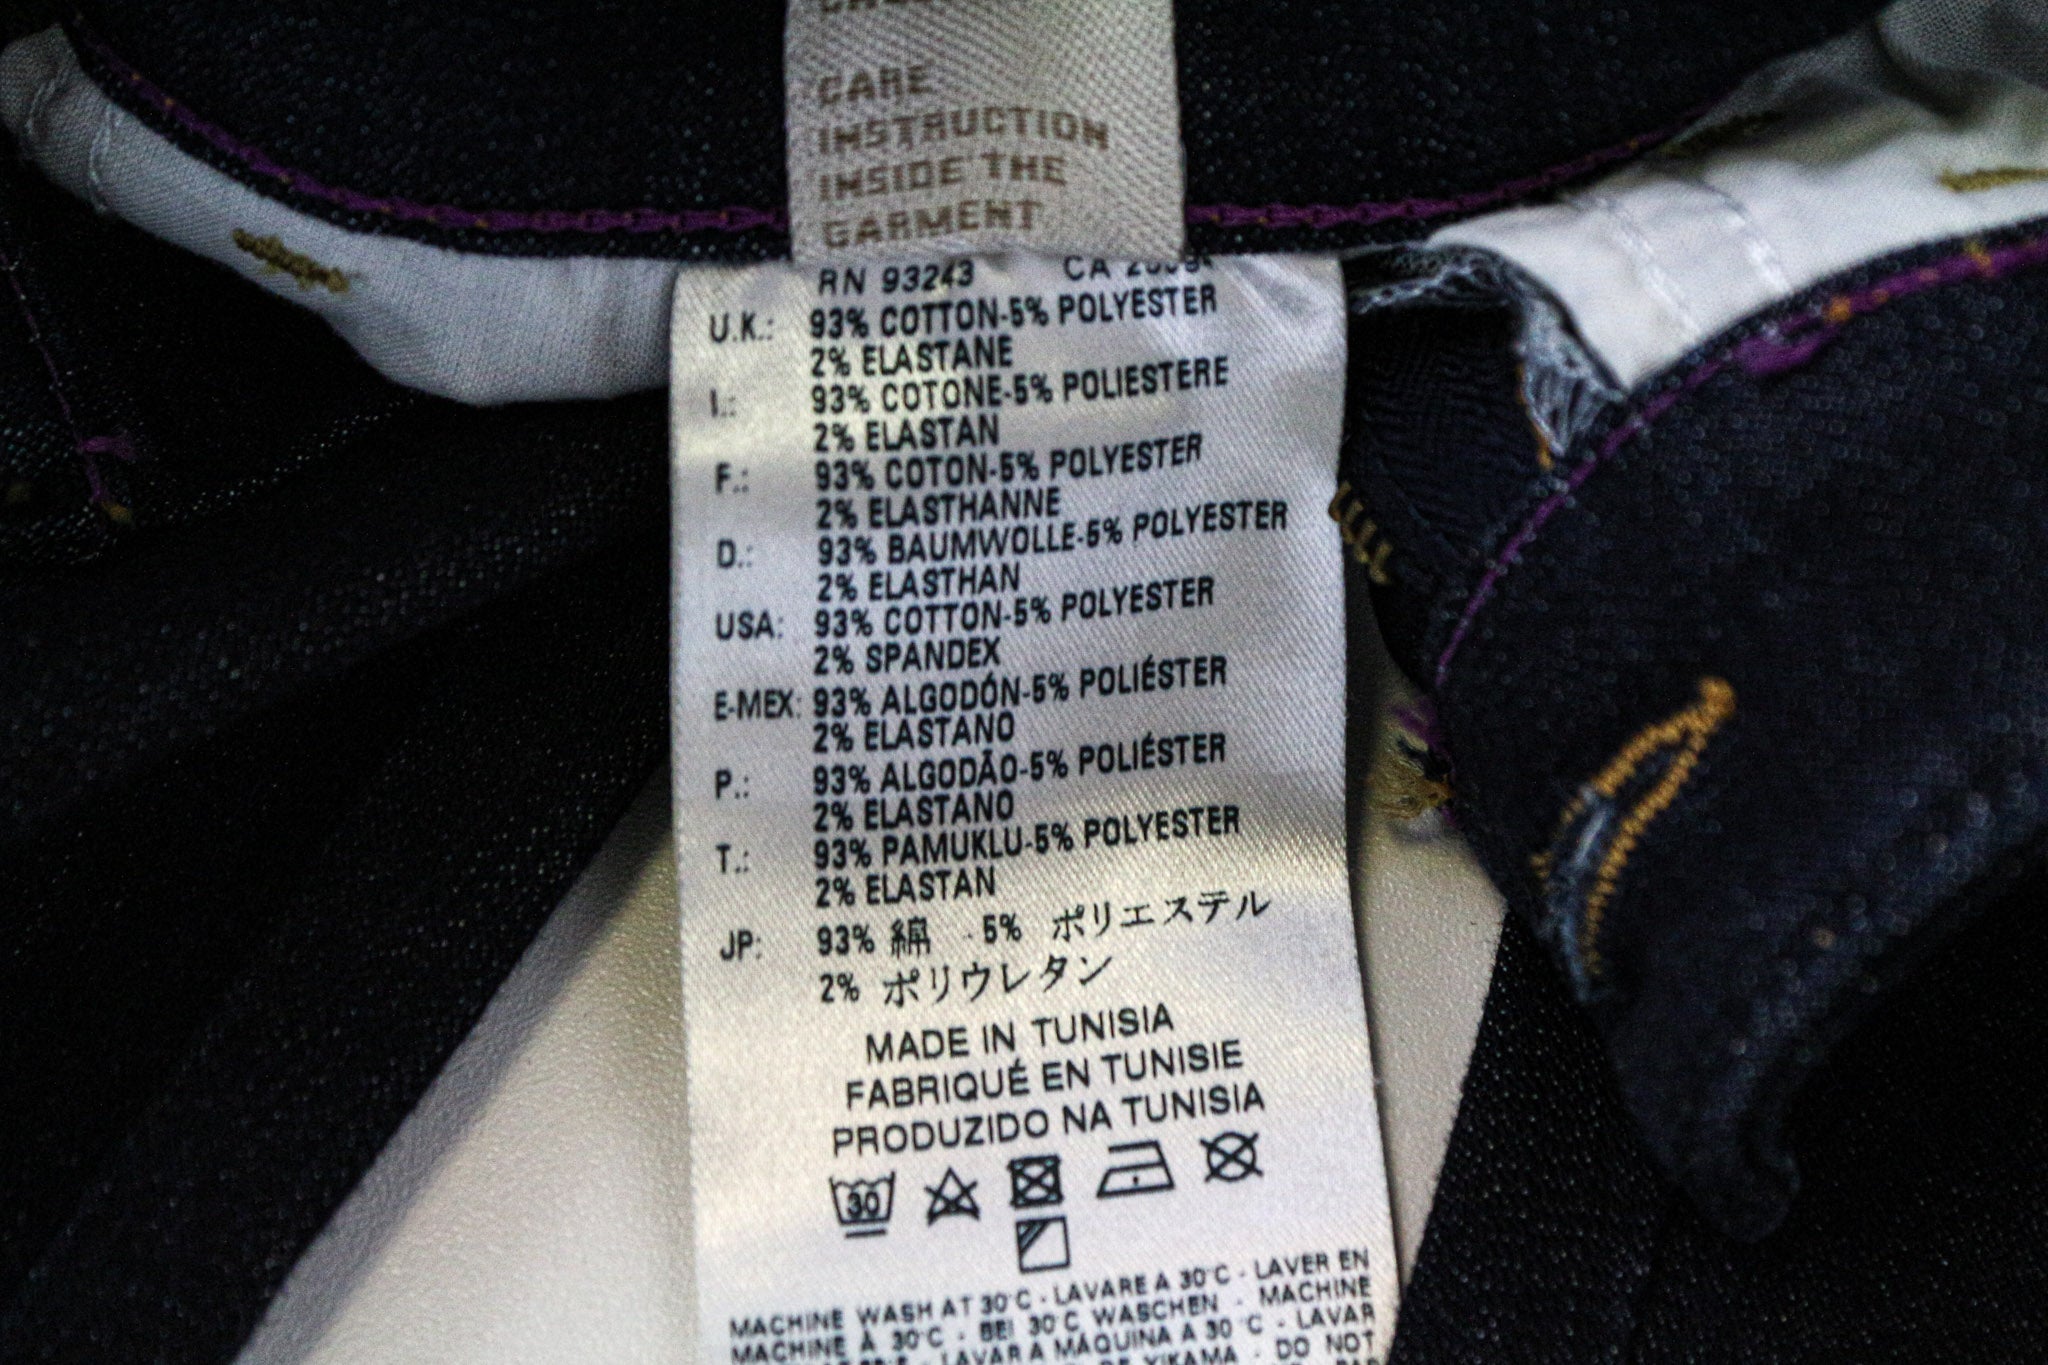 CARE
INSTRUCTION
INSIDE THE
GARMENT
RN 93243 CA
U.K.: 93% COTTON-5% POLYESTER
2% ELASTANE
I.: 93% COTONE-5% POLIESTERE
2% ELASTAN
F.: 93% COTON-5% POLYESTER
2% ELASTHANNE
D.: 93% BAUMWOLLE-5% POLYESTER
2% ELASTHAN
USA: 93% COTTON-5% POLYESTER
2% SPANDEX
E-MEX: 93% ALGODÓN-5% POLIÉSTER
2% ELASTANO
P.: 93% ALGODÃO-5% POLIÉSTER
2% ELASTANO
T.: 93% PAMUKLU-5% POLYESTER
2% ELASTAN
JP: 93% 綿 - 5% ポリエステル
2% ポリウレタン
MADE IN TUNISIA
FABRIQUÉ EN TUNISIE
PRODUZIDO NA TUNISIA
30
MACHINE WASH AT 30°C - LAVARE A 30°C - LAVER EN
MACHINE À 30°C - BEI 30°C WASCHEN - MACHINE
LAVAR A MÁQUINA A 30°C - LAVAR
YIKAMA - DO NOT